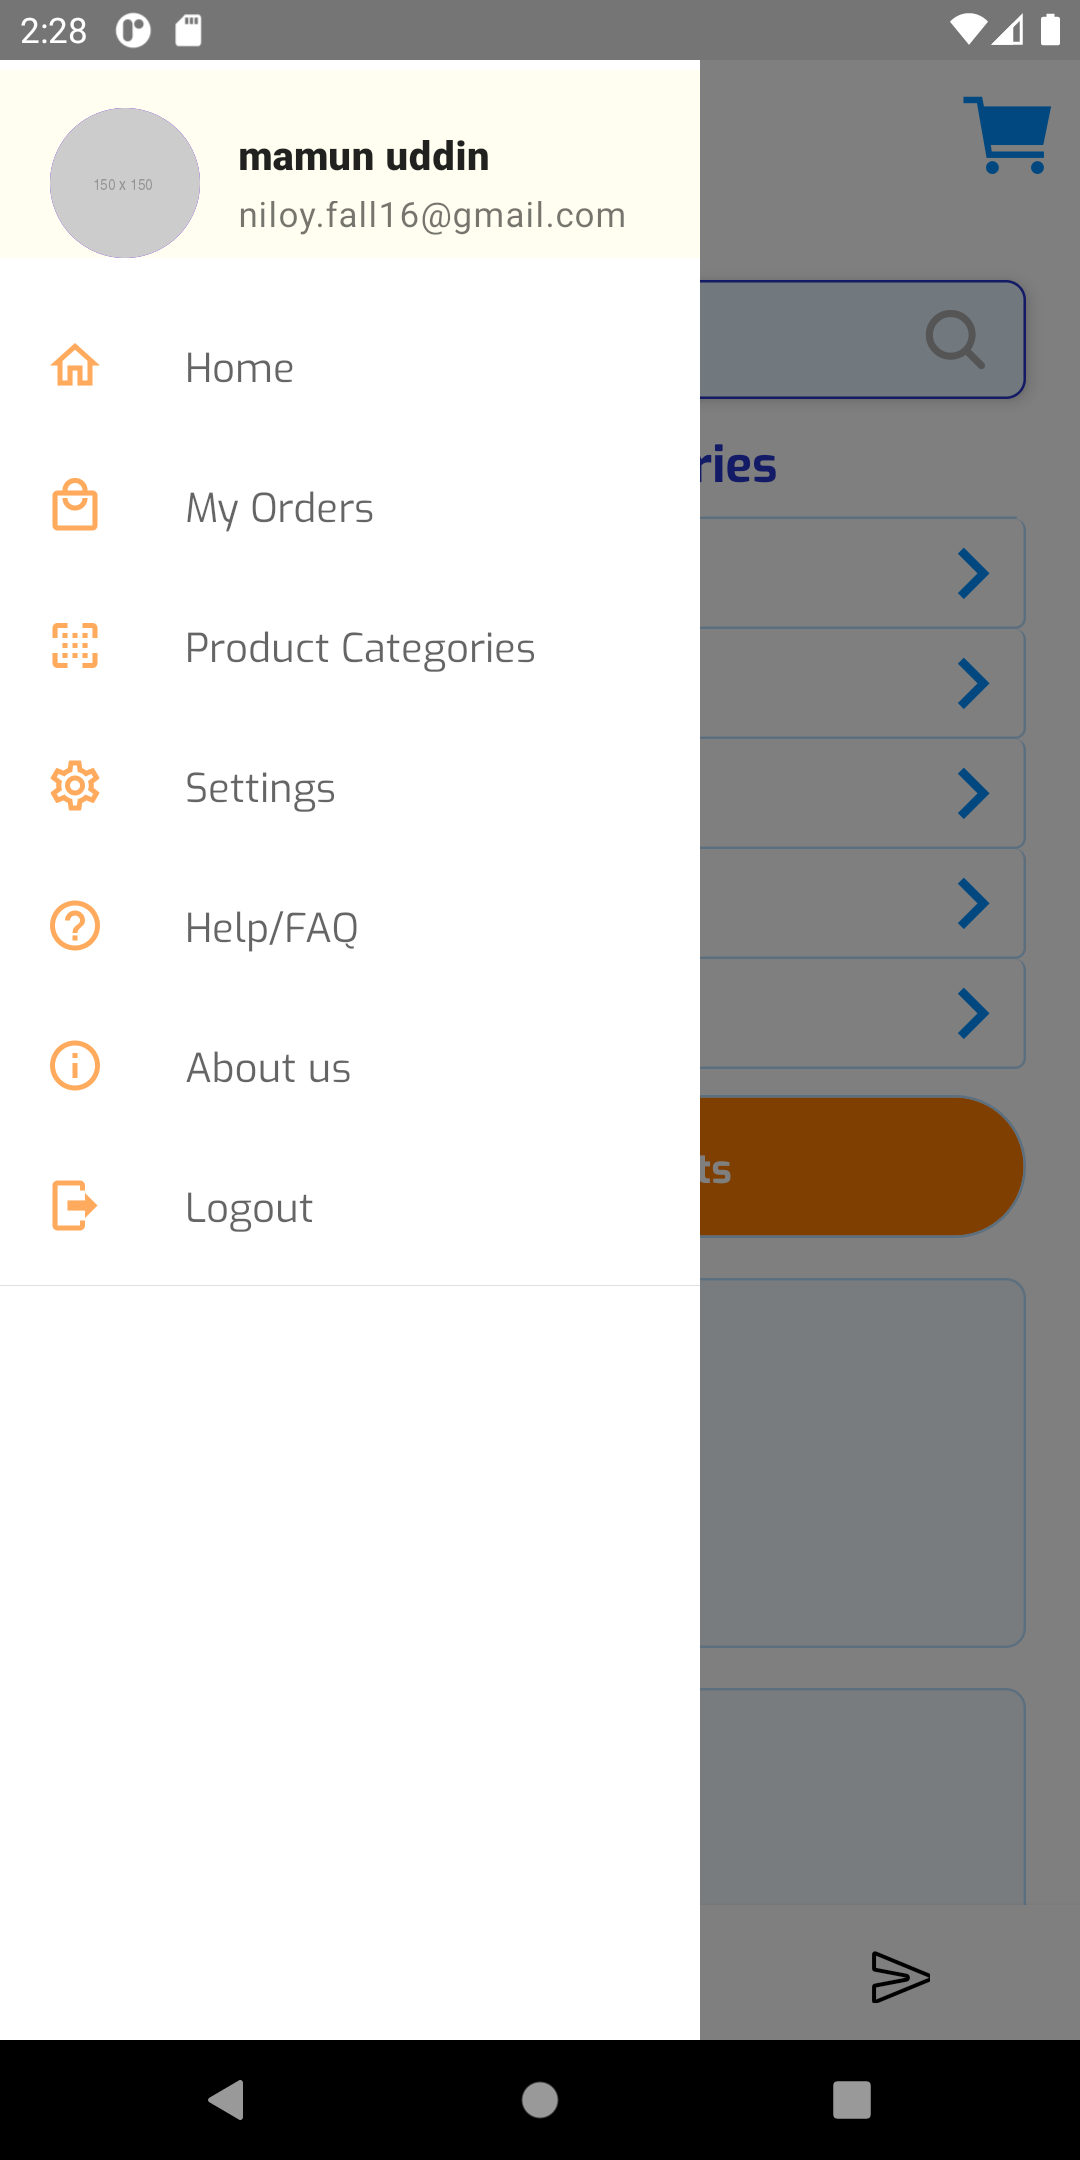 2:28
150 x 150
mamun uddin
niloy.fall16@gmail.com
ries
Home
My Orders
Product Categories
Settings
Help/FAQ
About us
ts
Logout